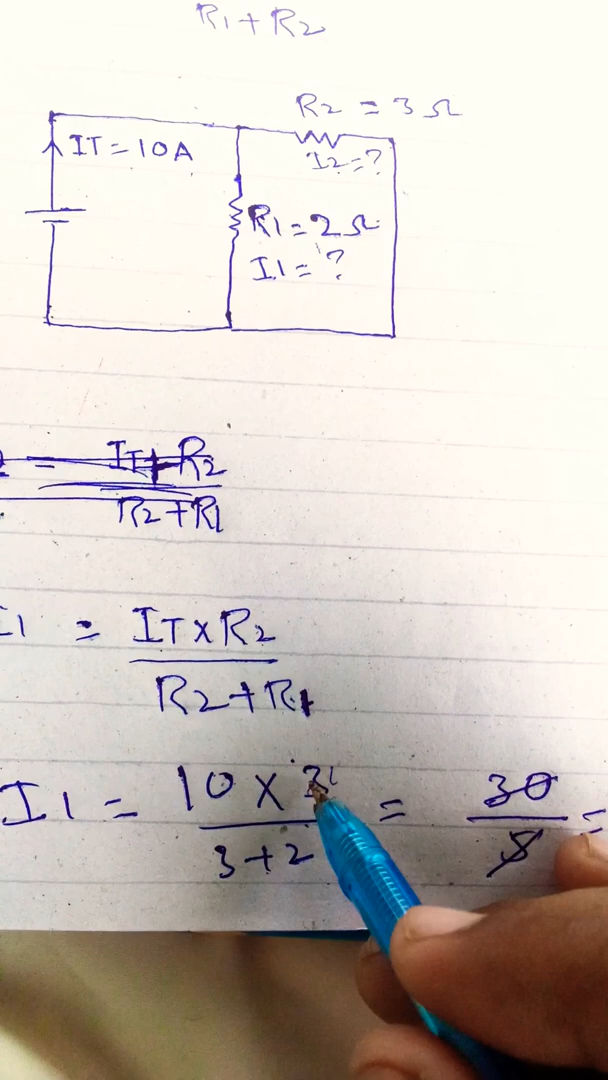 R1 + R2
R2 = 3 Ω
IT = 10A
I2 = ?
R1 = 2 Ω
I1 = ?
= IT + R2
R2 + R1
I1 = IT × R2
R2 + R1
I1 = 10 × 3 = 30 =
3 + 2 5